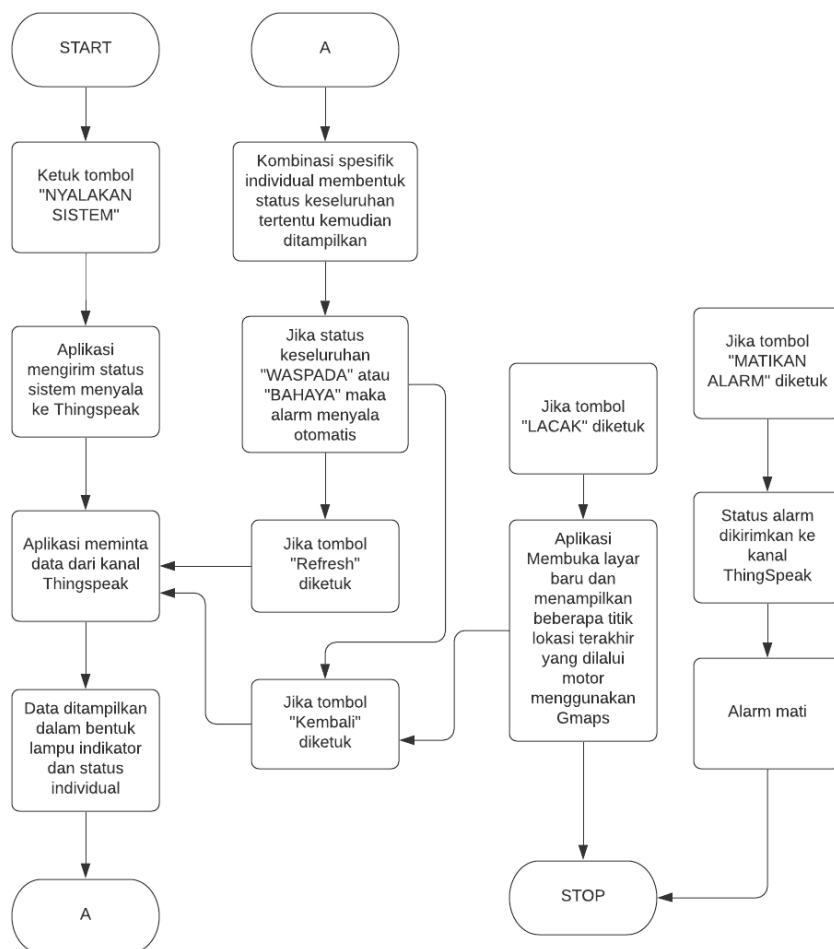 START
Ketuk tombol
"NYALAKAN
SISTEM"
Aplikasi
mengirim status
sistem menyala
ke Thingspeak
Aplikasi meminta
data dari kanal
Thingspeak
Data ditampilkan
dalam bentuk
lampu indikator
dan status
individual
A
A
Kombinasi spesifik
individual membentuk
status keseluruhan
tertentu kemudian
ditampilkan
Jika status
keseluruhan
"WASPADA" atau
"BAHAYA" maka
alarm menyala
otomatis
Jika tombol
"Refresh"
diketuk
Jika tombol
"Kembali"
diketuk
Jika tombol
"LACAK" diketuk
Aplikasi
Membuka layar
baru dan
menampilkan
beberapa titik
lokasi terakhir
yang dilalui
motor
menggunakan
Gmaps
STOP
Jika tombol
"MATIKAN
ALARM" diketuk
Status alarm
dikirimkan ke
kanal
ThingSpeak
Alarm mati